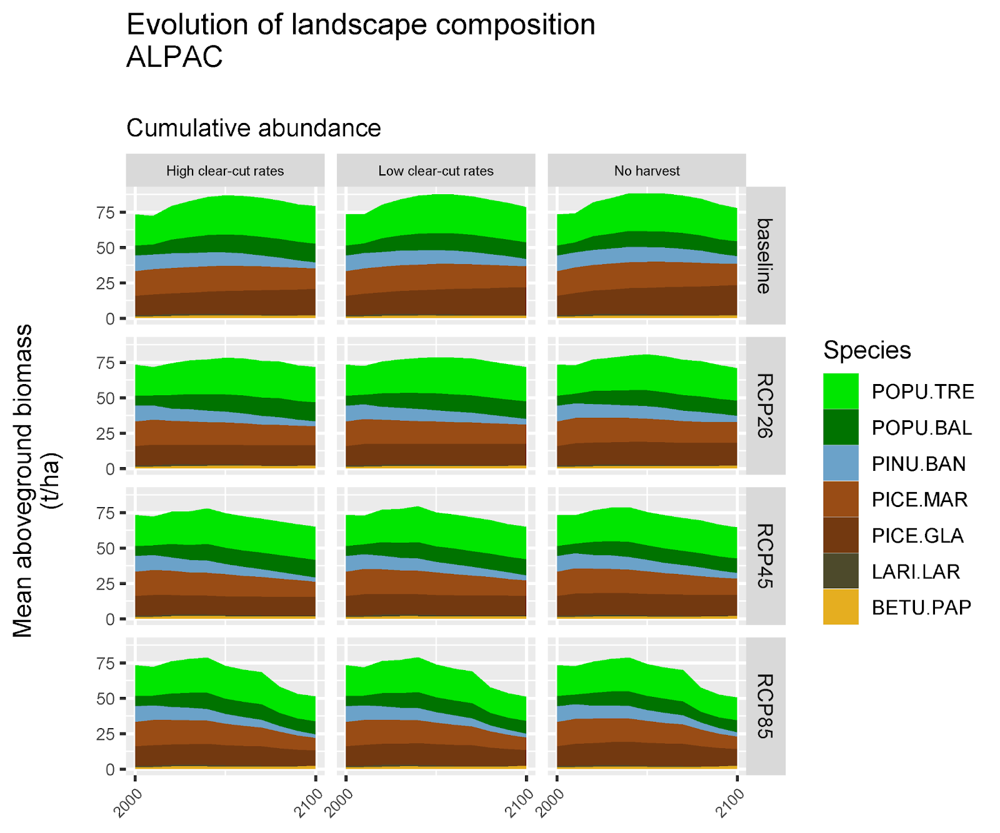 Evolution of landscape composition
ALPAC
Cumulative abundance
High clear-cut rates
Low clear-cut rates
No harvest
75
50
25
0
baseline
75
50
25
0
RCP26
75
50
25
0
RCP45
75
50
25
0
RCP85
2000
2100
2000
2100
2000
2100
Mean aboveground biomass
(t/ha)
Species
POPU.TRE
POPU.BAL
PINU.BAN
PICE.MAR
PICE.GLA
LARI.LAR
BETU.PAP